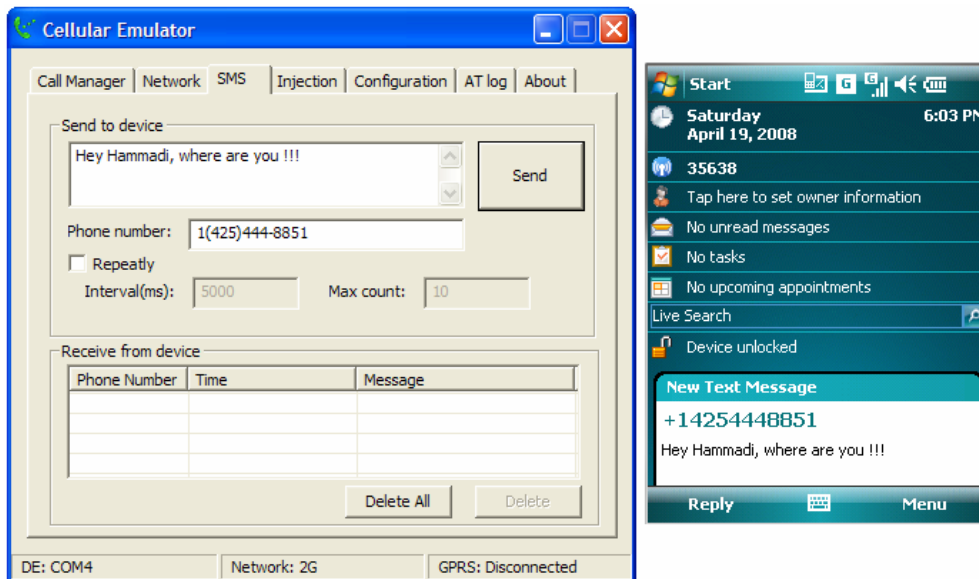 Cellular Emulator
Call Manager Network SMS Injection Configuration AT log About
Send to device
Hey Hammadi, where are you !!!
Send
Phone number: 1(425)444-8851
Repeatly
Interval(ms): 5000 Max count: 10
Receive from device
Phone Number Time Message
Delete All Delete
DE: COM4 Network: 2G GPRS: Disconnected
Start
G G
Saturday 6:03 PM
April 19, 2008
35638
Tap here to set owner information
No unread messages
No tasks
No upcoming appointments
Live Search
Device unlocked
New Text Message
+14254448851
Hey Hammadi, where are you !!!
Reply Menu